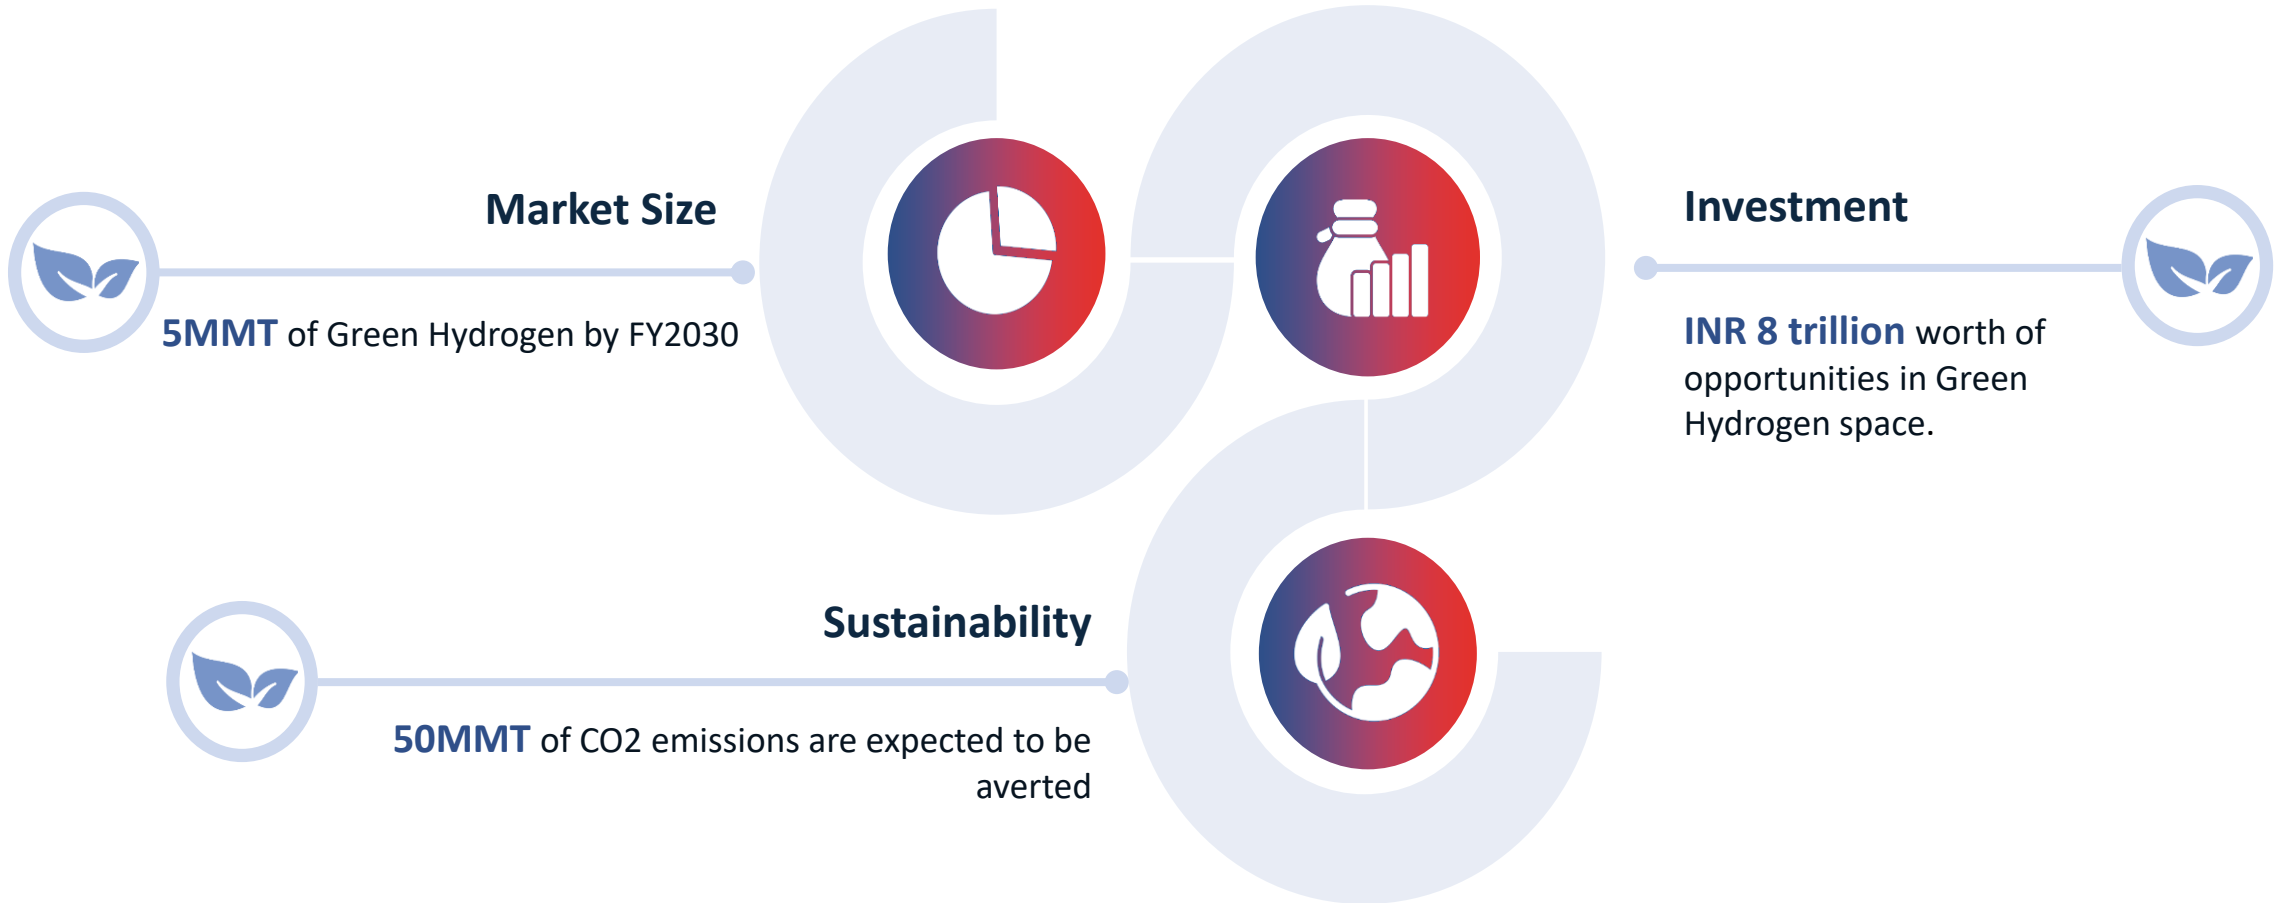 Market Size
5MMT of Green Hydrogen by FY2030
Investment
INR 8 trillion worth of
opportunities in Green
Hydrogen space.
Sustainability
50MMT of CO2 emissions are expected to be
averted